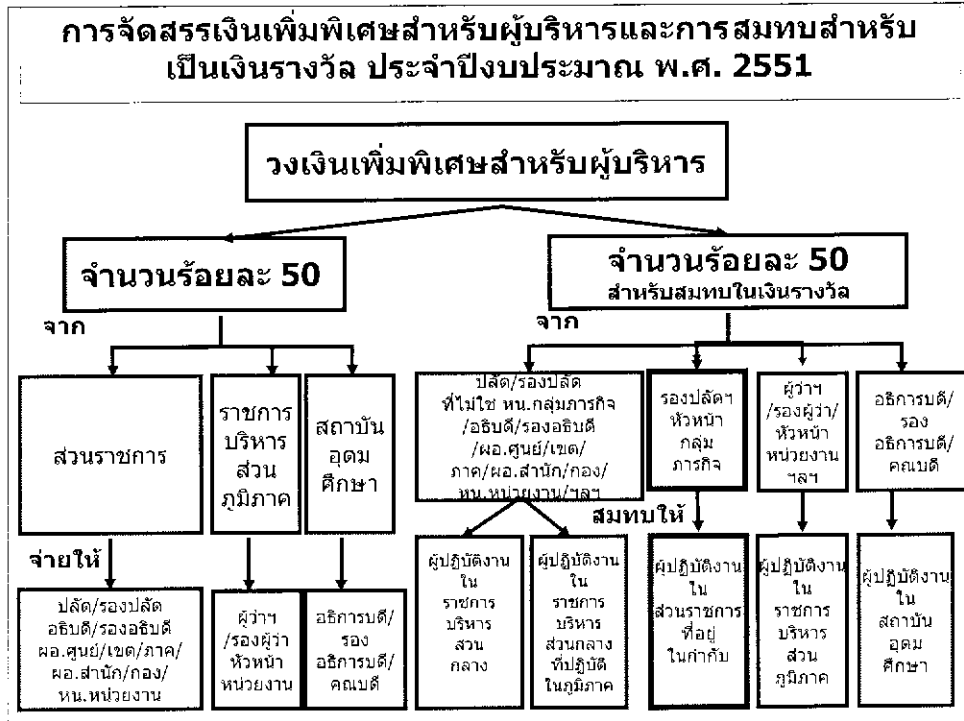 การจัดสรรเงินเพิ่มพิเศษสำหรับผู้บริหารและการสมทบสำหรับ
เป็นเงินรางวัล ประจำปีงบประมาณ พ.ศ. 2551
วงเงินเพิ่มพิเศษสำหรับผู้บริหาร
จำนวนร้อยละ 50
จาก
ส่วนราชการ
ราชการ
บริหาร
ส่วน
ภูมิภาค
สถาบัน
อุดม
ศึกษา
จ่ายให้
ปลัด/รองปลัด
อธิบดี/รองอธิบดี
ผอ.ศูนย์/เขต/ภาค/
ผอ.สำนัก/กอง/
หน.หน่วยงาน
ผู้ว่าฯ
/รองผู้ว่า
หัวหน้า
หน่วยงาน
อธิการบดี/
รอง
อธิการบดี/
คณบดี
จำนวนร้อยละ 50
สำหรับสมทบในเงินรางวัล
จาก
ปลัด/รองปลัด
ที่ไม่ใช่ หน.กลุ่มภารกิจ
/อธิบดี/รองอธิบดี
/ผอ.ศูนย์/เขต/
ภาค/ผอ.สำนัก/กอง/
หน.หน่วยงาน/ฯลฯ
รองปลัดฯ
หัวหน้า
กลุ่ม
ภารกิจ
ผู้ว่าฯ
/รองผู้ว่า/
หัวหน้า
หน่วยงาน
ฯลฯ
อธิการบดี/
รอง
อธิการบดี/
คณบดี
สมทบให้
ผู้ปฏิบัติงาน
ใน
ราชการ
บริหาร
ส่วน
กลาง
ผู้ปฏิบัติงาน
ใน
ราชการ
บริหาร
ส่วนกลาง
ที่ปฏิบัติ
ในภูมิภาค
ผู้ปฏิบัติงาน
ใน
ส่วนราชการ
ที่อยู่
ในกำกับ
ผู้ปฏิบัติงาน
ใน
ราชการ
บริหาร
ส่วน
ภูมิภาค
ผู้ปฏิบัติงาน
ใน
สถาบัน
อุดม
ศึกษา